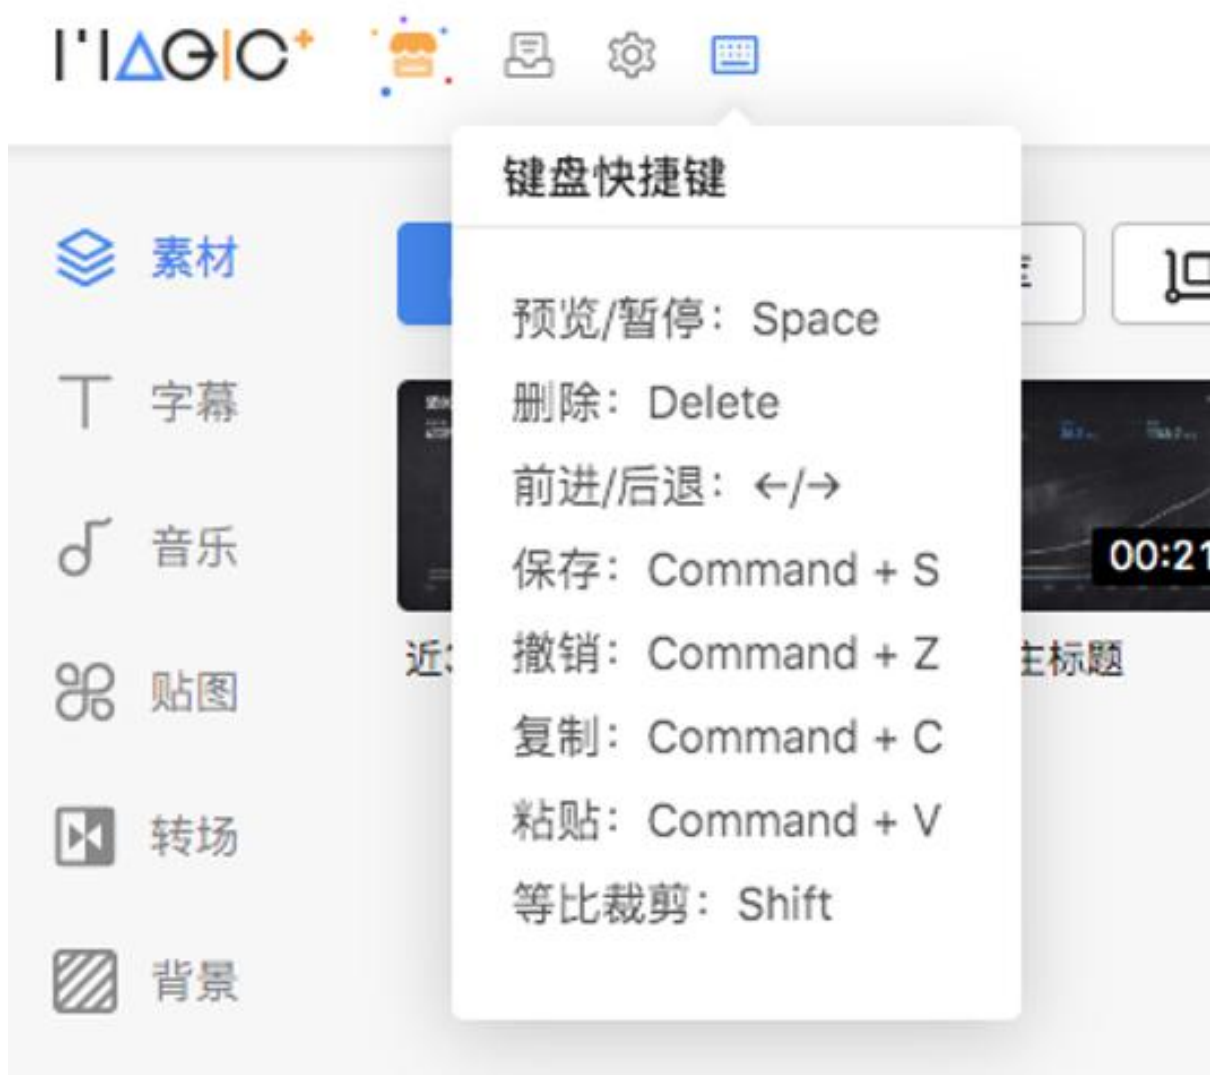 MAGIC+
键盘快捷键
素材
字幕
音乐
贴图
转场
背景
预览/暂停：Space
删除：Delete
前进/后退：←/→
保存：Command + S
撤销：Command + Z
复制：Command + C
粘贴：Command + V
等比裁剪：Shift
00:21
近
主标题